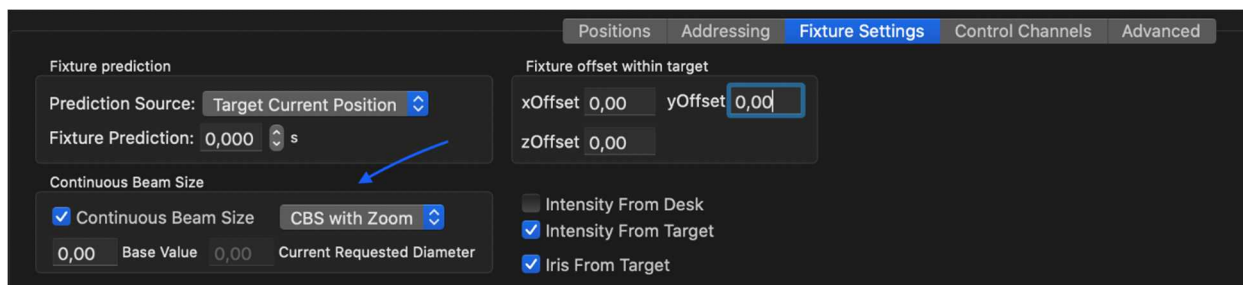 Positions Addressing Fixture Settings Control Channels Advanced
Fixture prediction
Prediction Source: Target Current Position
Fixture Prediction: 0,000 s
Fixture offset within target
xOffset 0,00 yOffset 0,00
zOffset 0,00
Continuous Beam Size
Continuous Beam Size CBS with Zoom
0,00 Base Value 0,00 Current Requested Diameter
Intensity From Desk
Intensity From Target
Iris From Target